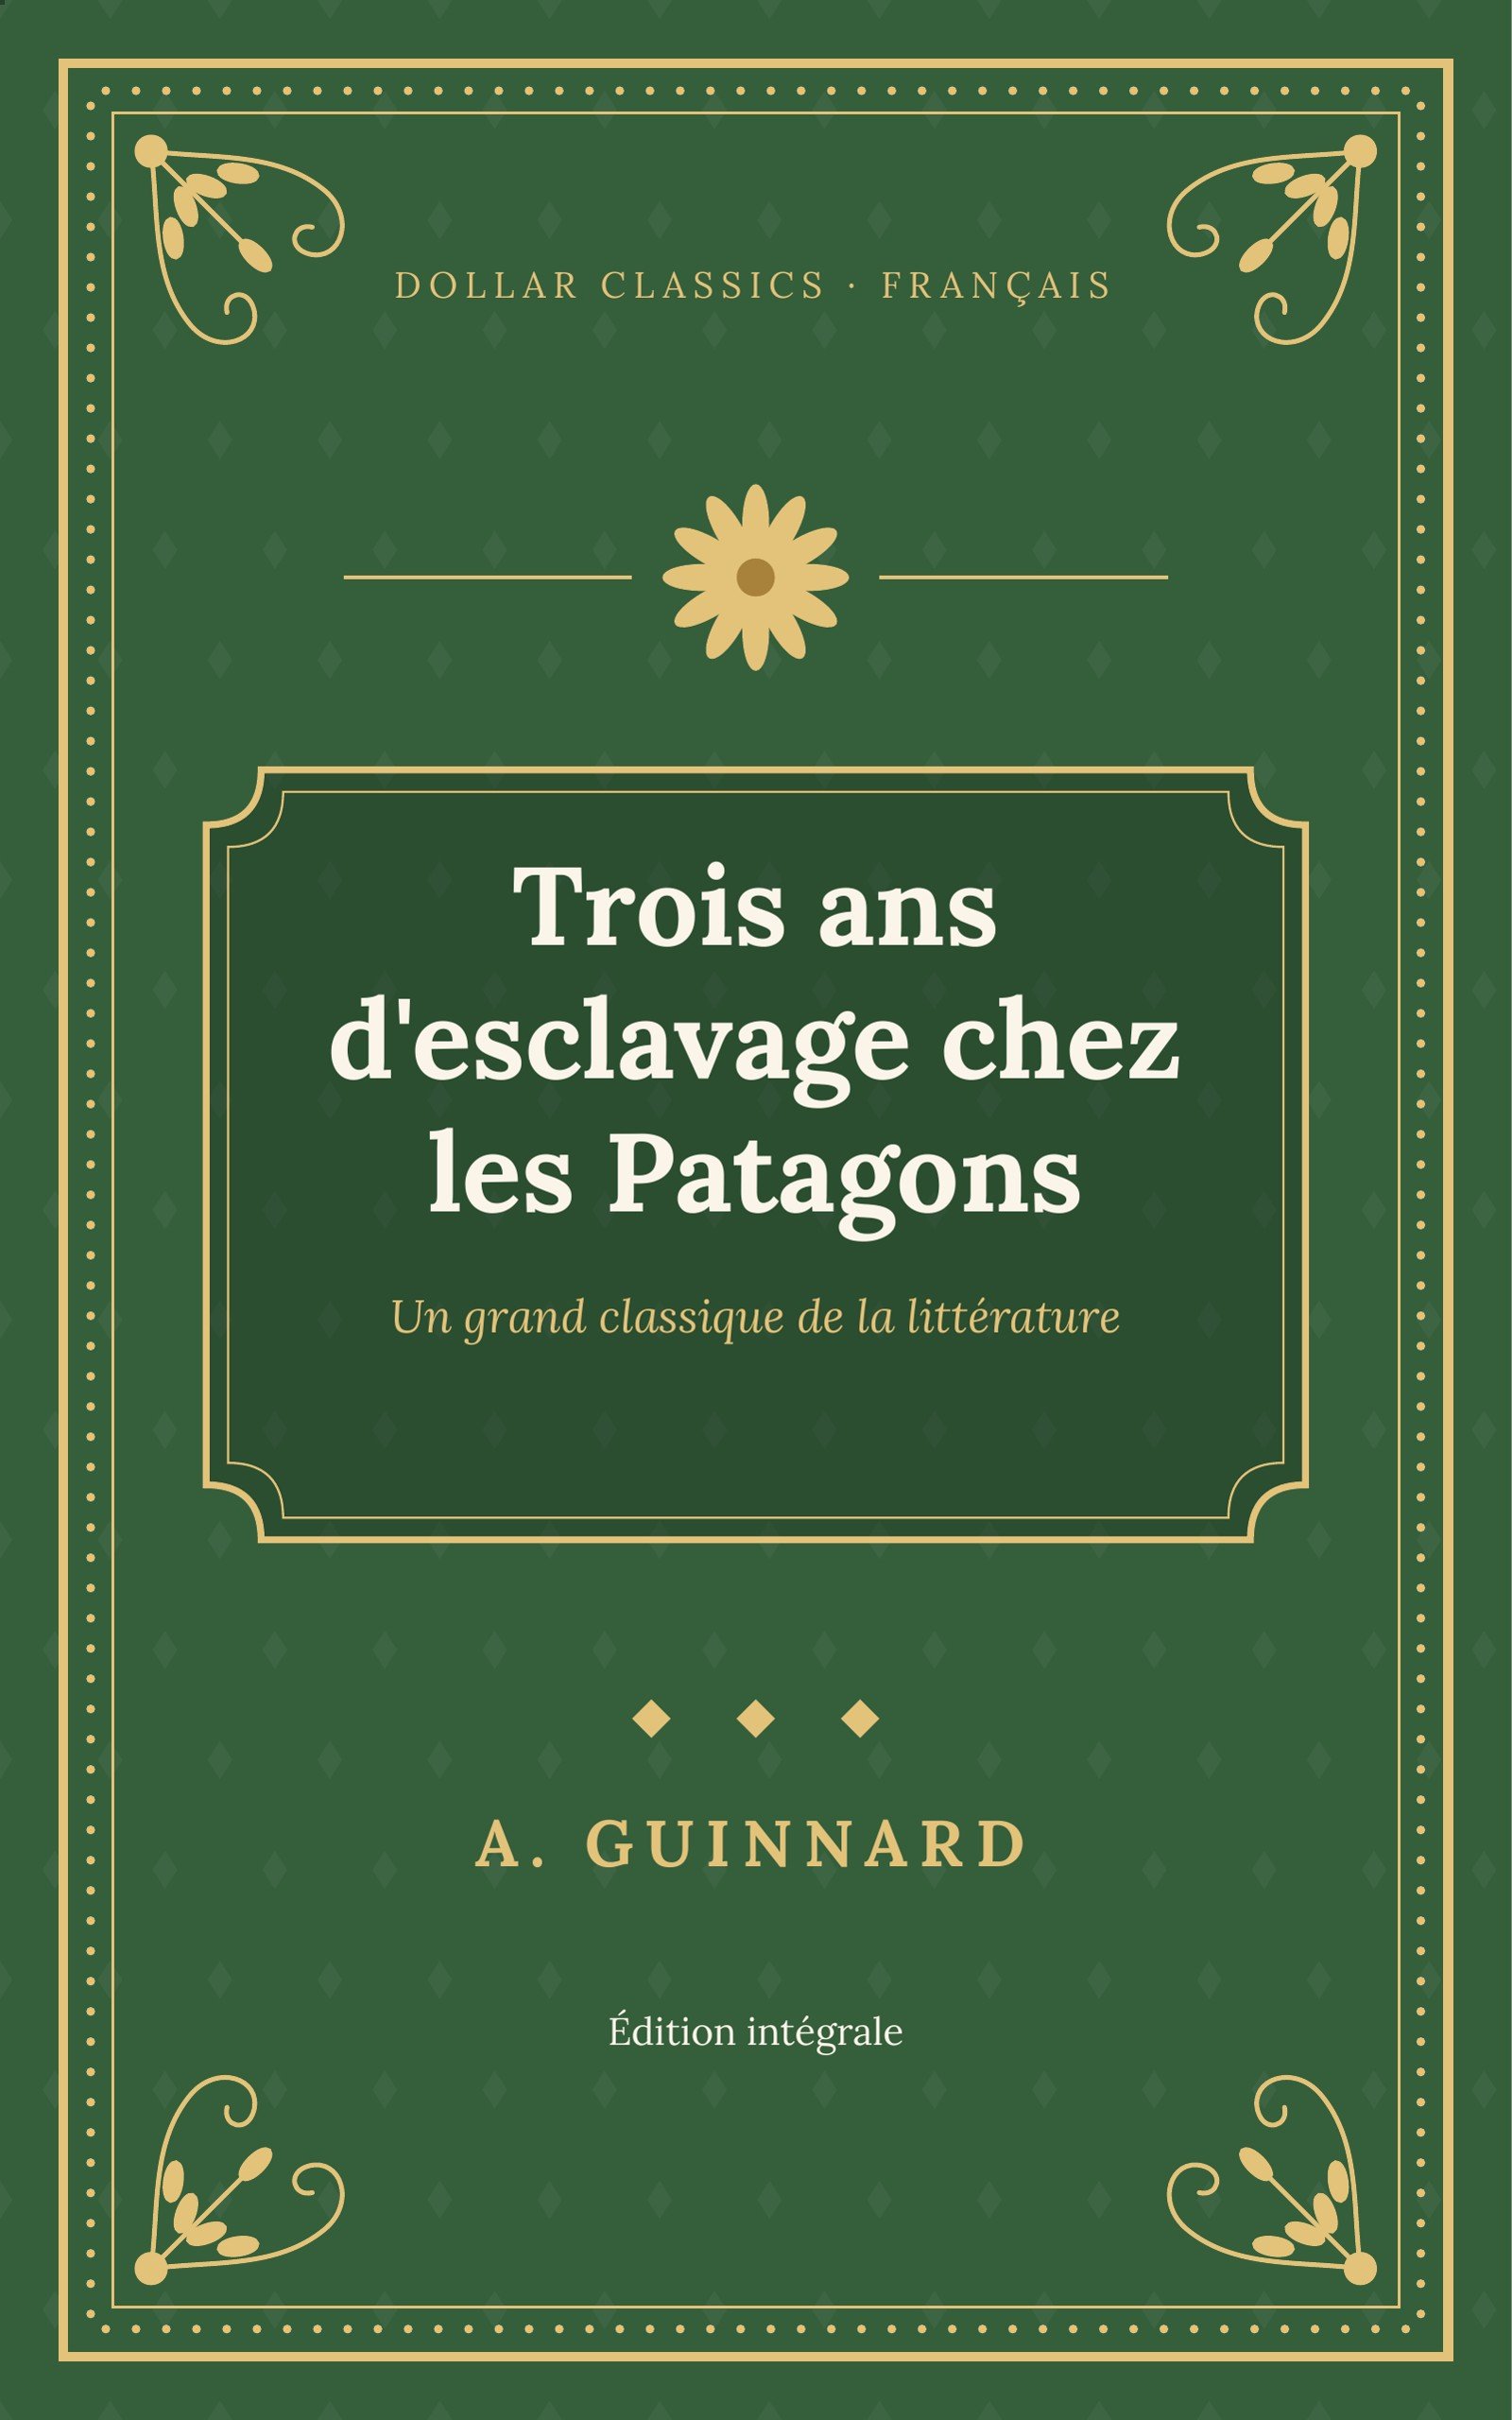 DOLLAR CLASSICS · FRANÇAIS
Trois ans
d'esclavage chez
les Patagons
Un grand classique de la littérature
A. GUINNARD
Édition intégrale